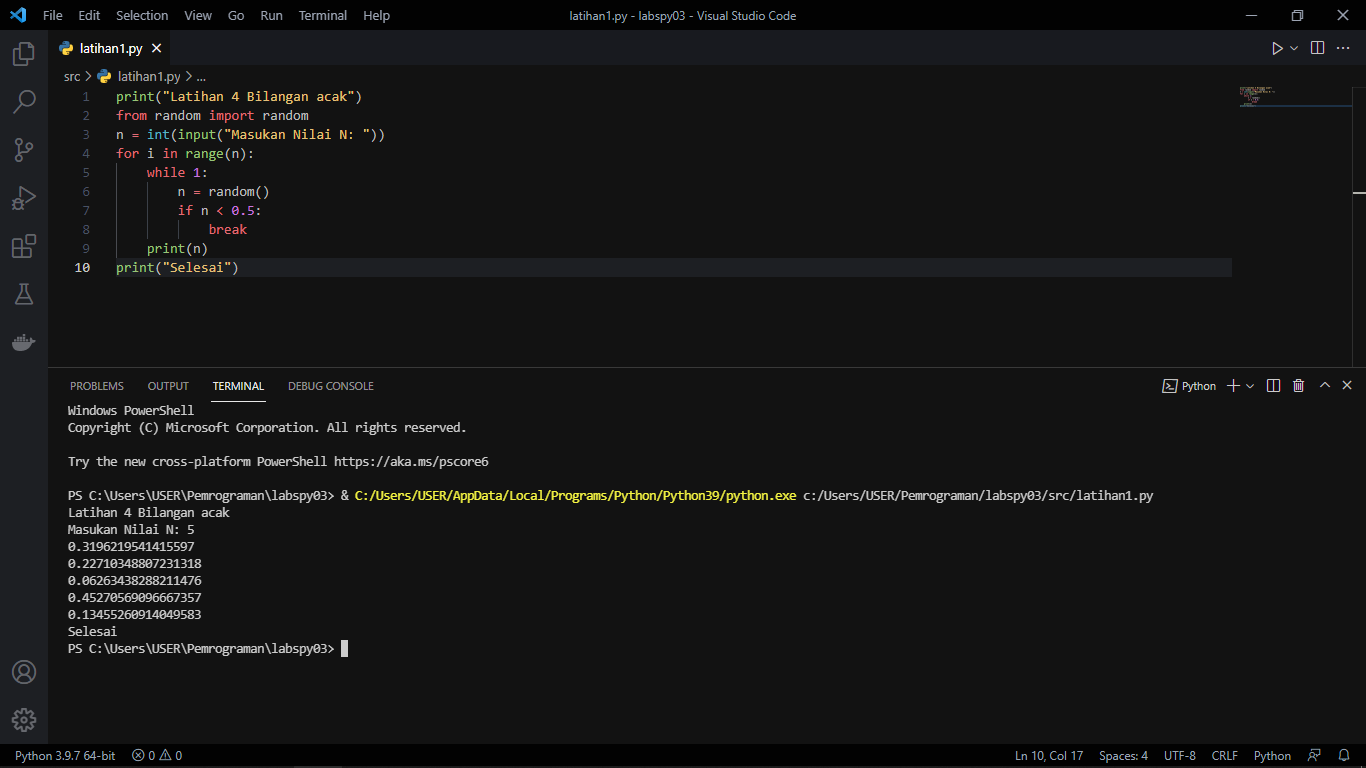 File Edit Selection View Go Run Terminal Help latihan1.py - labspy03 - Visual Studio Code
latihan1.py
src > latihan1.py > ...
1 print("Latihan 4 Bilangan acak")
2 from random import random
3 n = int(input("Masukan Nilai N: "))
4 for i in range(n):
5     while 1:
6         n = random()
7         if n < 0.5:
8             break
9     print(n)
10 print("Selesai")
PROBLEMS OUTPUT TERMINAL DEBUG CONSOLE Python
Windows PowerShell
Copyright (C) Microsoft Corporation. All rights reserved.
Try the new cross-platform PowerShell https://aka.ms/pscore6
PS C:\Users\USER\Pemrograman\labspy03> & C:/Users/USER/AppData/Local/Programs/Python/Python39/python.exe c:/Users/USER/Pemrograman/labspy03/src/latihan1.py
Latihan 4 Bilangan acak
Masukan Nilai N: 5
0.3196219541415597
0.22710348807231318
0.06263438288211476
0.45270569096667357
0.13455260914049583
Selesai
PS C:\Users\USER\Pemrograman\labspy03>
Python 3.9.7 64-bit 0 0 Ln 10, Col 17 Spaces: 4 UTF-8 CRLF Python